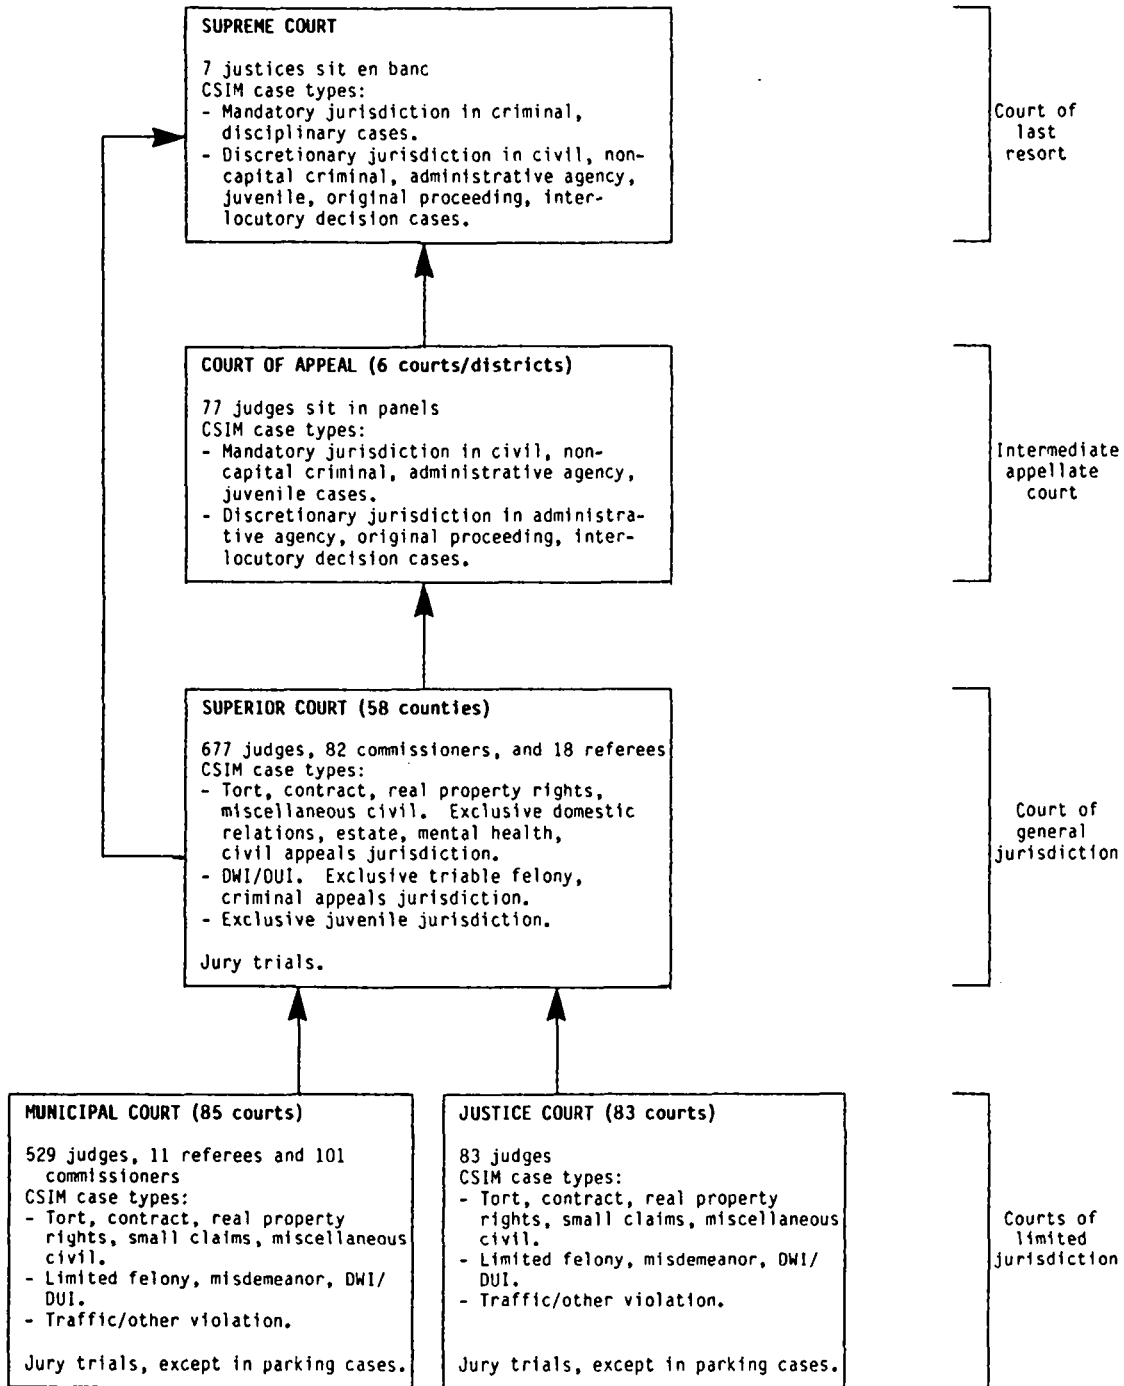 SUPREME COURT
7 justices sit en banc
CSIM case types:
- Mandatory jurisdiction in criminal,
disciplinary cases.
- Discretionary jurisdiction in civil, non-
capital criminal, administrative agency,
juvenile, original proceeding, inter-
locutory decision cases.
Court of
last
resort
COURT OF APPEAL (6 courts/districts)
77 judges sit in panels
CSIM case types:
- Mandatory jurisdiction in civil, non-
capital criminal, administrative agency,
juvenile cases.
- Discretionary jurisdiction in administra-
tive agency, original proceeding, inter-
locutory decision cases.
Intermediate
appellate
court
SUPERIOR COURT (58 counties)
677 judges, 82 commissioners, and 18 referees
CSIM case types:
- Tort, contract, real property rights,
miscellaneous civil. Exclusive domestic
relations, estate, mental health,
civil appeals jurisdiction.
- DWI/DUI. Exclusive triable felony,
criminal appeals jurisdiction.
- Exclusive juvenile jurisdiction.
Jury trials.
Court of
general
jurisdiction
MUNICIPAL COURT (85 courts)
529 judges, 11 referees and 101
commissioners
CSIM case types:
- Tort, contract, real property
rights, small claims, miscellaneous
civil.
- Limited felony, misdemeanor, DWI/
DUI.
- Traffic/other violation.
Jury trials, except in parking cases.
JUSTICE COURT (83 courts)
83 judges
CSIM case types:
- Tort, contract, real property
rights, small claims, miscellaneous
civil.
- Limited felony, misdemeanor, DWI/
DUI.
- Traffic/other violation.
Jury trials, except in parking cases.
Courts of
limited
jurisdiction